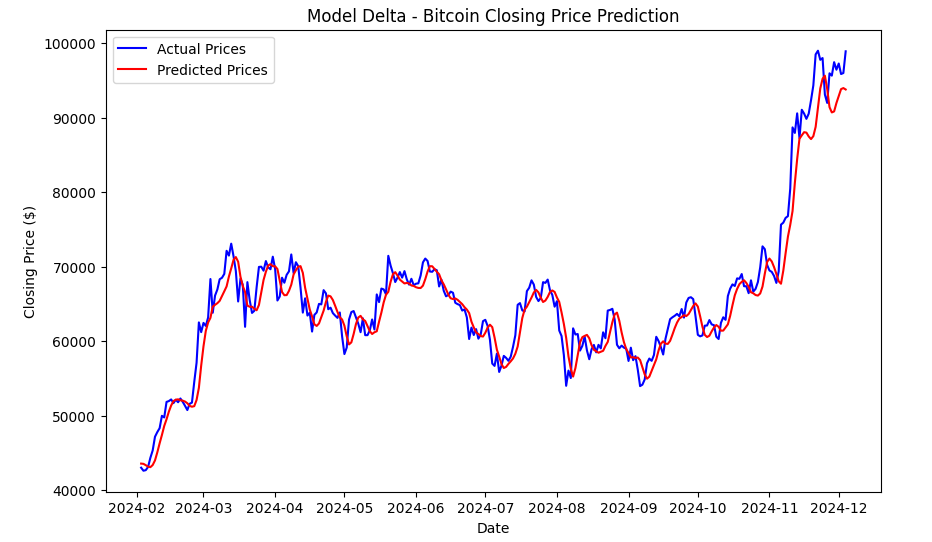 Model Delta - Bitcoin Closing Price Prediction
Actual Prices
Predicted Prices
Closing Price ($)
100000
90000
80000
70000
60000
50000
40000
2024-02 2024-03 2024-04 2024-05 2024-06 2024-07 2024-08 2024-09 2024-10 2024-11 2024-12
Date